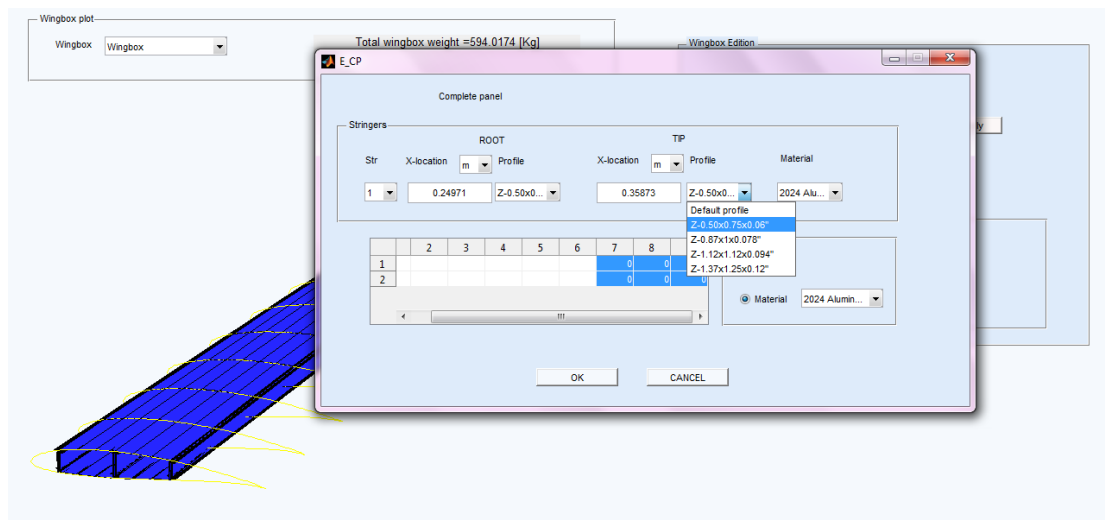 Wingbox plot
Wingbox Wingbox
Total wingbox weight =594.0174 [Kg]
Wingbox Edition
E_CP
Complete panel
Stringers
ROOT TIP
Str X-location m Profile X-location m Profile Material
1 0.24971 Z-0.50x0... 0.35873 Z-0.50x0... 2024 Alu...
Default profile
Z-0.50x0.75x0.06"
Z-0.87x1x0.078"
Z-1.12x1.12x0.094"
Z-1.37x1.25x0.12"
2 3 4 5 6 7 8
1 0 0
2 0 0 0
Material 2024 Alumin...
OK CANCEL